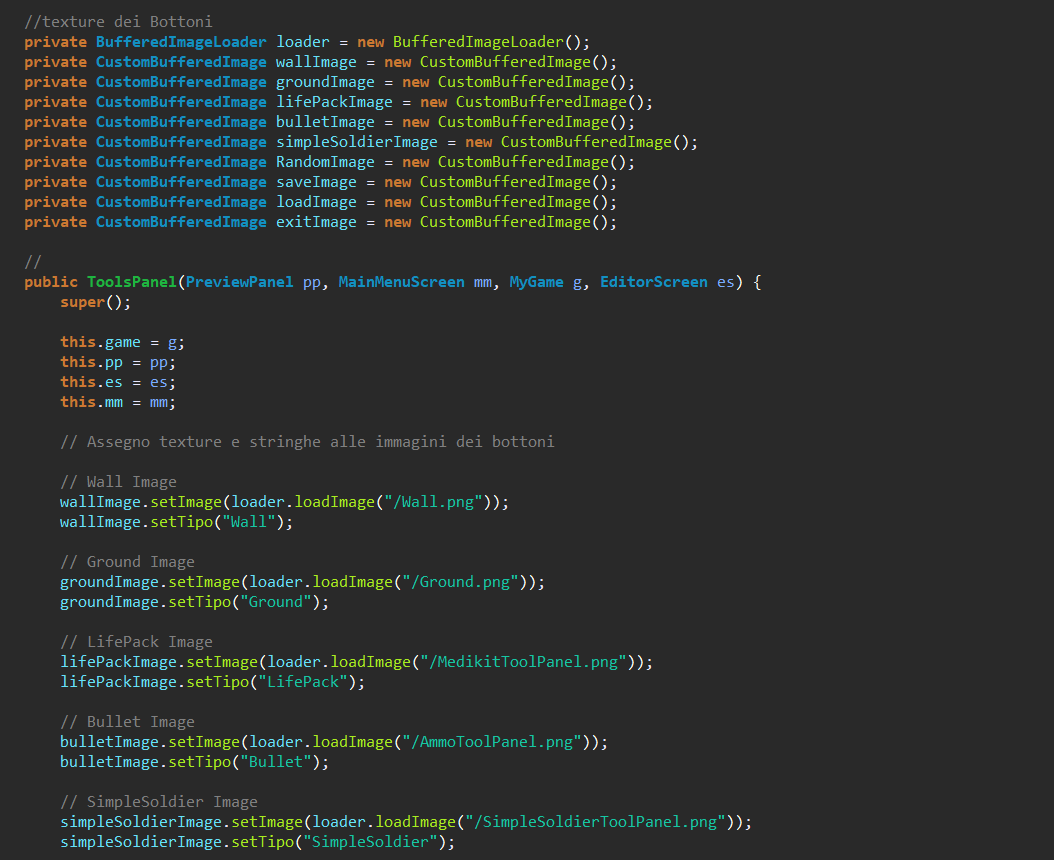 //texture dei Bottoni
private BufferedImageLoader loader = new BufferedImageLoader();
private CustomBufferedImage wallImage = new CustomBufferedImage();
private CustomBufferedImage groundImage = new CustomBufferedImage();
private CustomBufferedImage lifePackImage = new CustomBufferedImage();
private CustomBufferedImage bulletImage = new CustomBufferedImage();
private CustomBufferedImage simpleSoldierImage = new CustomBufferedImage();
private CustomBufferedImage RandomImage = new CustomBufferedImage();
private CustomBufferedImage saveImage = new CustomBufferedImage();
private CustomBufferedImage loadImage = new CustomBufferedImage();
private CustomBufferedImage exitImage = new CustomBufferedImage();
//
public ToolsPanel(PreviewPanel pp, MainMenuScreen mm, MyGame g, EditorScreen es) {
super();
this.game = g;
this.pp = pp;
this.es = es;
this.mm = mm;
// Assegno texture e stringhe alle immagini dei bottoni
// Wall Image
wallImage.setImage(loader.loadImage("/Wall.png"));
wallImage.setTipo("Wall");
// Ground Image
groundImage.setImage(loader.loadImage("/Ground.png"));
groundImage.setTipo("Ground");
// LifePack Image
lifePackImage.setImage(loader.loadImage("/MedikitToolPanel.png"));
lifePackImage.setTipo("LifePack");
// Bullet Image
bulletImage.setImage(loader.loadImage("/AmmoToolPanel.png"));
bulletImage.setTipo("Bullet");
// SimpleSoldier Image
simpleSoldierImage.setImage(loader.loadImage("/SimpleSoldierToolPanel.png"));
simpleSoldierImage.setTipo("SimpleSoldier");